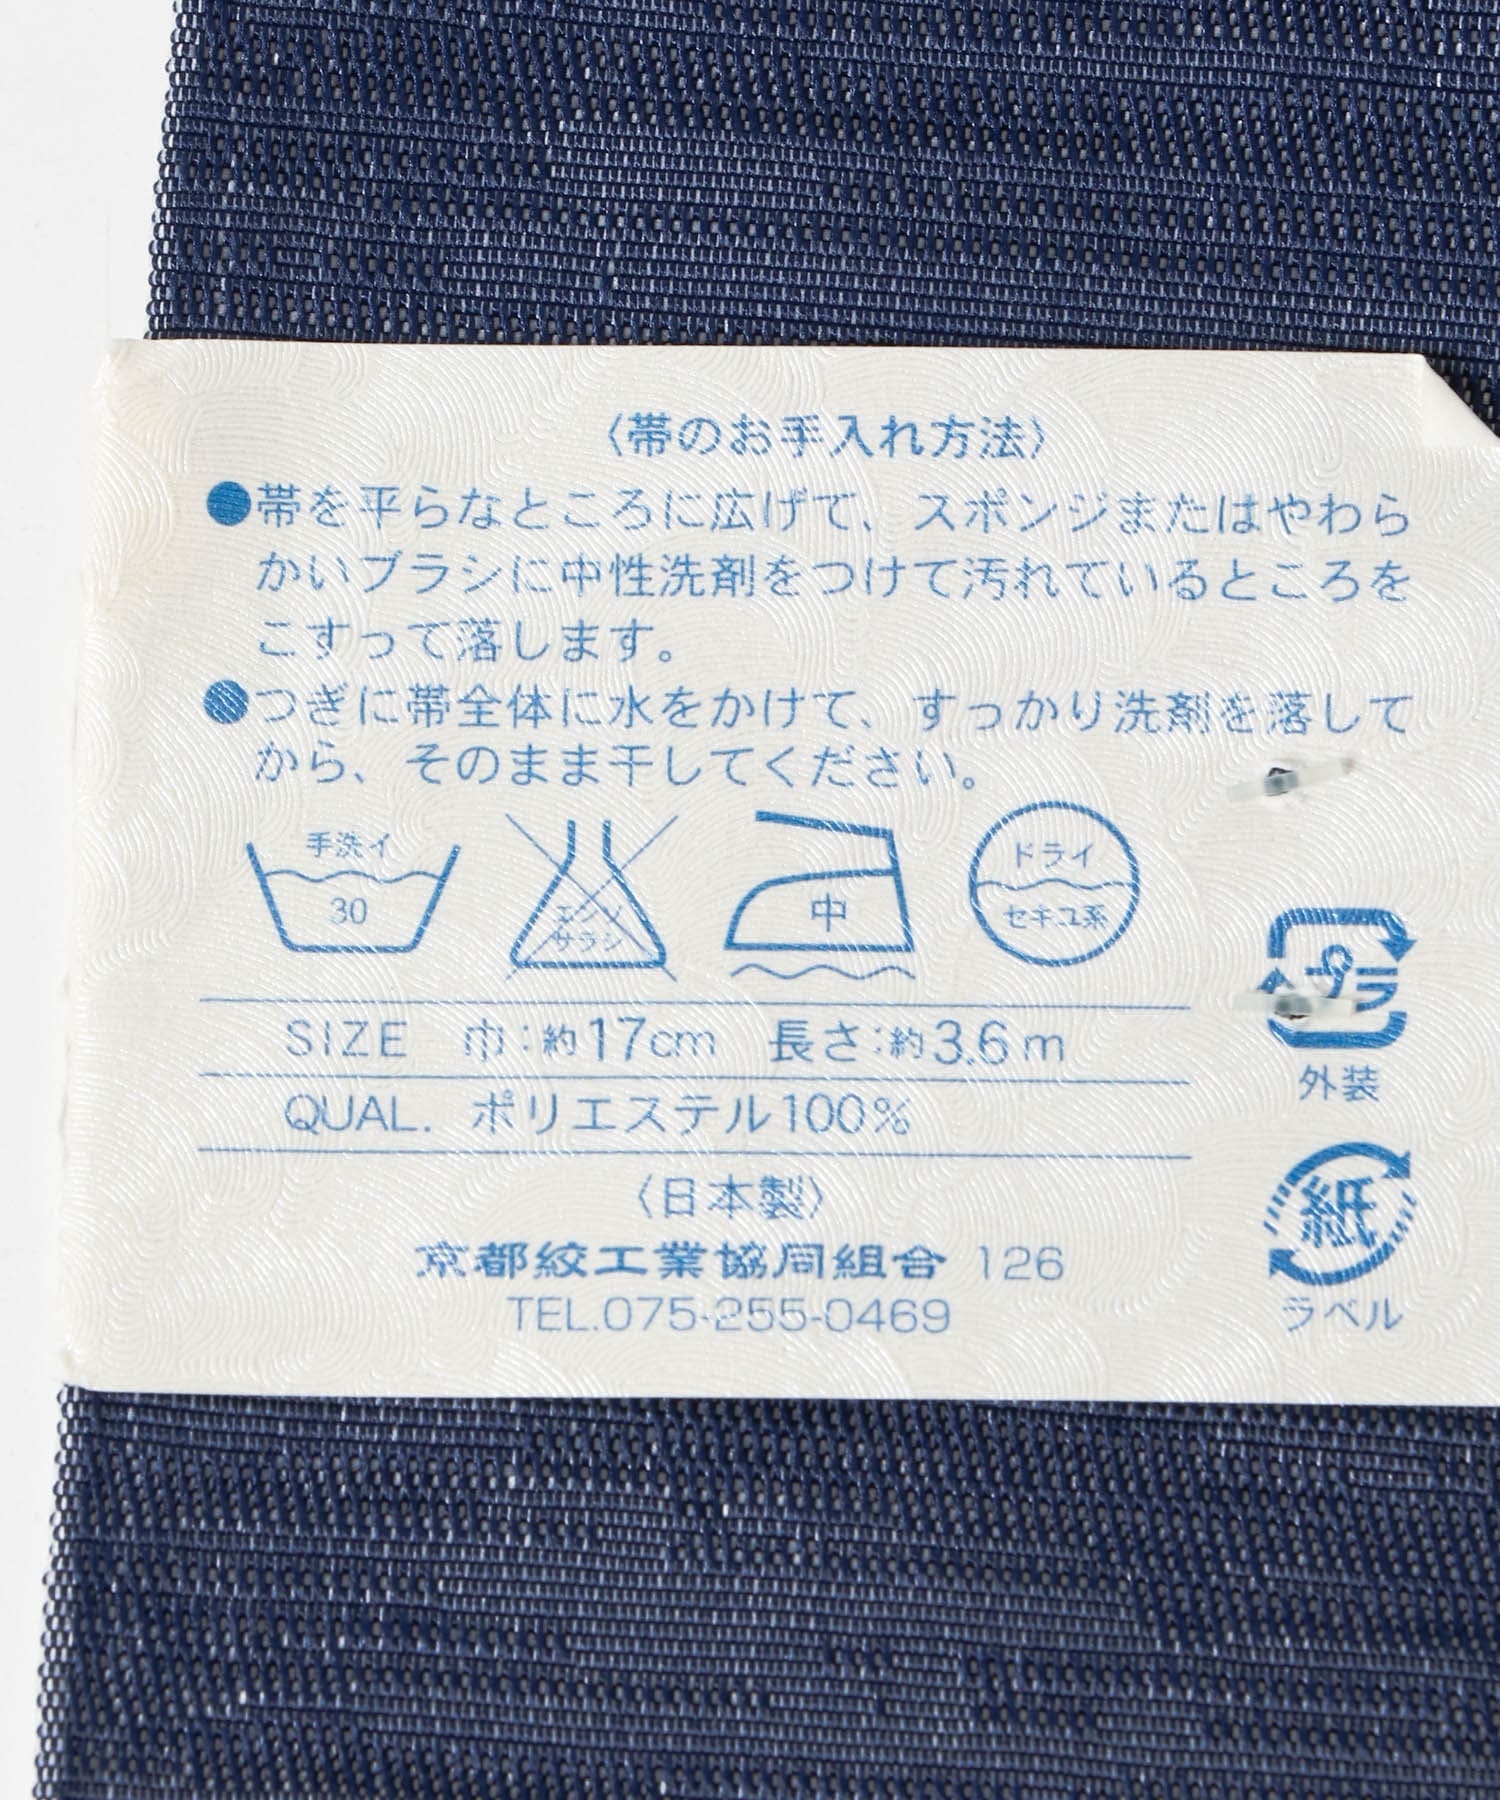 〈帯のお手入れ方法〉
●帯を平らなところに広げて、スポンジまたはやわら
かいブラシに中性洗剤をつけて汚れているところを
こすって落します。
●つぎに帯全体に水をかけて、すっかり洗剤を落して
から、そのまま干してください。
手洗イ
30
エンソ
サラシ
中
ドライ
セキユ系
SIZE 巾:約17cm 長さ:約3.6m
QUAL. ポリエステル100%
〈日本製〉
京都絞工業協同組合 126
TEL.075-255-0469
プラ
外装
紙
ラベル